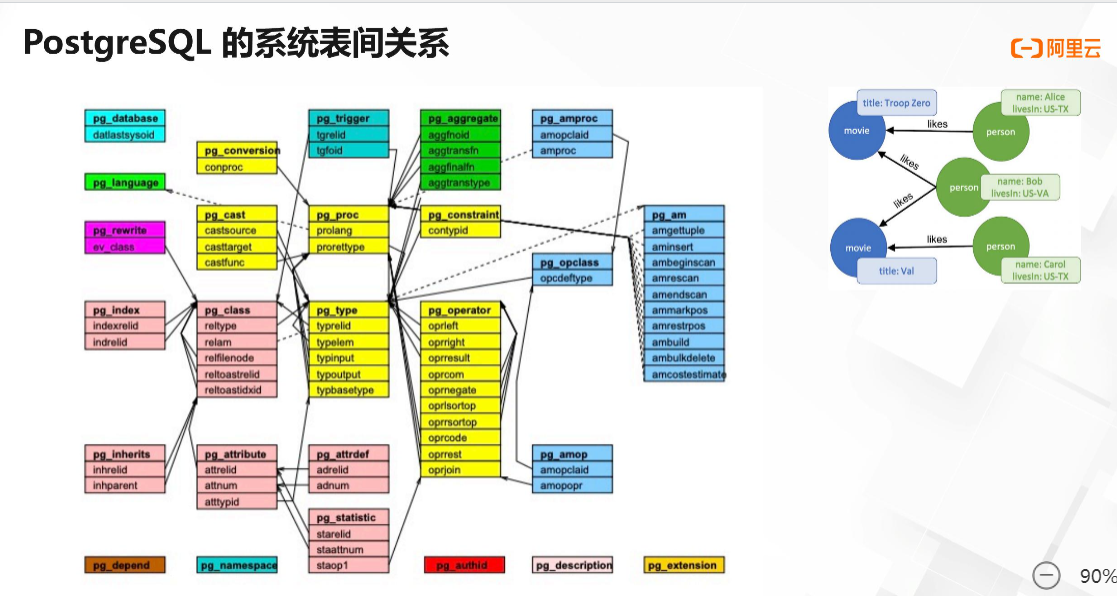 PostgreSQL 的系统表间关系
阿里云
pg_database
datlastsysoid
pg_language
pg_rewrite
ev_class
pg_index
indexrelid
indrelid
pg_inherits
inhrelid
inhparent
pg_depend
pg_conversion
conproc
pg_cast
castsource
casttarget
castfunc
pg_class
reltype
relam
relfilenode
reltoastrelid
reltoastidxid
pg_attribute
attrelid
attnum
atttypid
pg_namespace
pg_trigger
tgrelid
tgfoid
pg_proc
prolang
prorettype
pg_type
typrelid
typelem
typinput
typoutput
typbasetype
pg_attrdef
adrelid
adnum
pg_statistic
starelid
staattnum
staop1
pg_aggregate
aggfnoid
aggtransfn
aggfinalfn
aggtranstype
pg_constraint
contypid
pg_operator
oprleft
oprright
oprresult
oprcom
oprnegate
oprlsortop
oprrsortop
oprcode
oprrest
oprjoin
pg_authid
pg_amproc
amopclaid
amproc
pg_opclass
opcdeftype
pg_amop
amopclaid
amopopr
pg_description
pg_am
amgettuple
aminsert
ambeginscan
amrescan
amendscan
ammarkpos
amrestrpos
ambuild
ambulkdelete
amcostestimate
pg_extension
title: Troop Zero
movie
likes
person
name: Alice
livesIn: US-TX
likes
likes
person
name: Bob
livesIn: US-VA
movie
title: Val
likes
person
name: Carol
livesIn: US-TX
90%